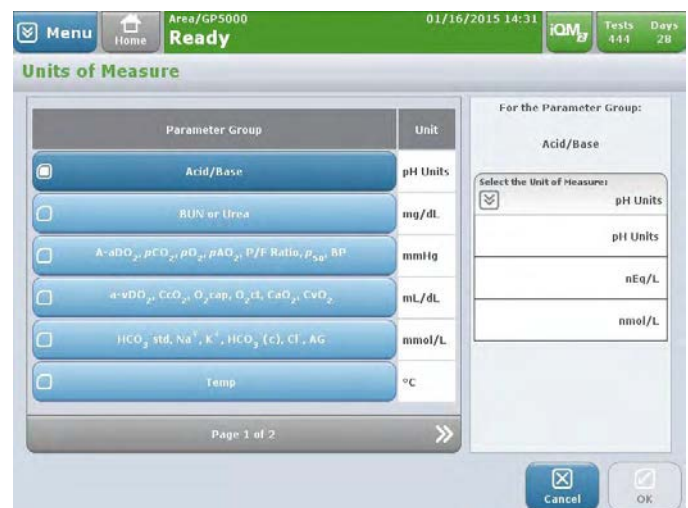 Menu
Home
Area/GP5000
Ready
01/16/2015 14:31
iQM2
Tests Days
444 28
Units of Measure
Parameter Group Unit
Acid/Base pH Units
BUN or Urea mg/dL
A-aDO2, pCO2, pO2, pAO2, P/F Ratio, p50, BP mmHg
a-vDO2, CcO2, O2cap, O2ct, CaO2, CvO2 mL/dL
HCO3 std, Na+, K+, HCO3 (c), Cl-, AG mmol/L
Temp °C
Page 1 of 2
For the Parameter Group:
Acid/Base
Select the Unit of Measure:
pH Units
pH Units
nEq/L
nmol/L
Cancel
OK